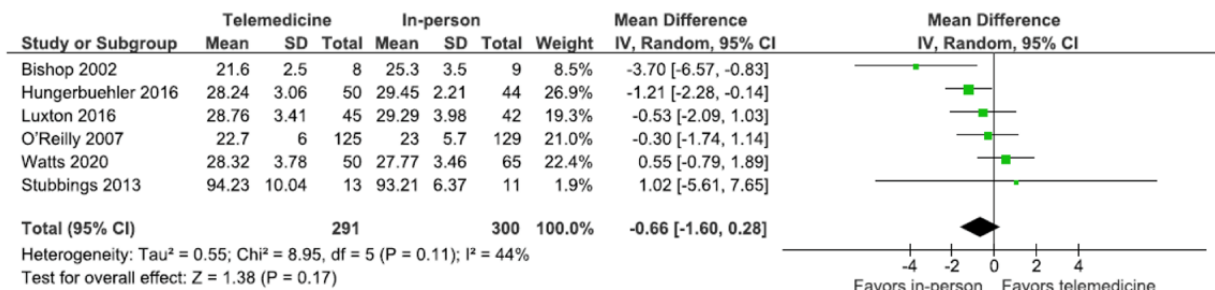 Telemedicine In-person Mean Difference Mean Difference
Study or Subgroup Mean SD Total Mean SD Total Weight IV, Random, 95% CI IV, Random, 95% CI
Bishop 2002 21.6 2.5 8 25.3 3.5 9 8.5% -3.70 [-6.57, -0.83]
Hungerbuehler 2016 28.24 3.06 50 29.45 2.21 44 26.9% -1.21 [-2.28, -0.14]
Luxton 2016 28.76 3.41 45 29.29 3.98 42 19.3% -0.53 [-2.09, 1.03]
O'Reilly 2007 22.7 6 125 23 5.7 129 21.0% -0.30 [-1.74, 1.14]
Watts 2020 28.32 3.78 50 27.77 3.46 65 22.4% 0.55 [-0.79, 1.89]
Stubbings 2013 94.23 10.04 13 93.21 6.37 11 1.9% 1.02 [-5.61, 7.65]
Total (95% CI) 291 300 100.0% -0.66 [-1.60, 0.28]
Heterogeneity: Tau² = 0.55; Chi² = 8.95, df = 5 (P = 0.11); I² = 44%
Test for overall effect: Z = 1.38 (P = 0.17)
-4 -2 0 2 4
Favors in-person Favors telemedicine